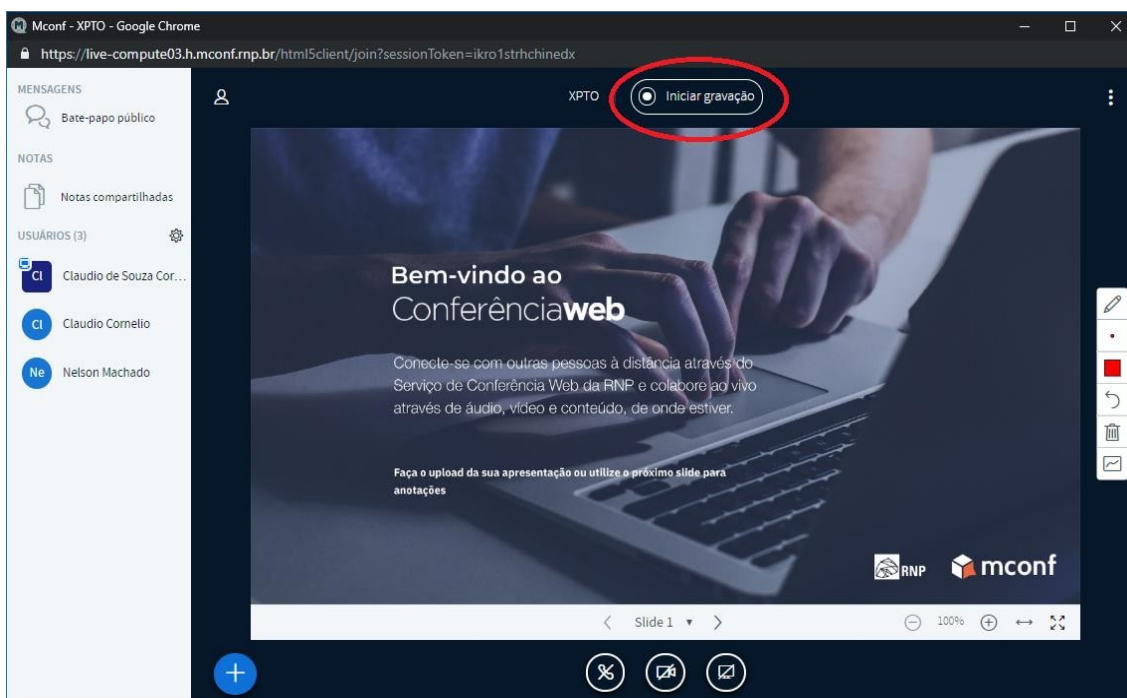 Mconf - XPTO - Google Chrome
https://live-compute03.h.mconf.rnp.br/html5client/join?sessionToken=ikro1strhchinedx
MENSAGENS
Bate-papo público
NOTAS
Notas compartilhadas
USUÁRIOS (3)
CI Claudio de Souza Cor...
CI Claudio Cornelio
Ne Nelson Machado
XPTO Iniciar gravação
Bem-vindo ao
Conferênciaweb
Conecte-se com outras pessoas à distância através do
Serviço de Conferência Web da RNP e colabore ao vivo
através de áudio, vídeo e conteúdo, de onde estiver.
Faça o upload da sua apresentação ou utilize o próximo slide para
anotações
RNP mconf
Slide 1
100%